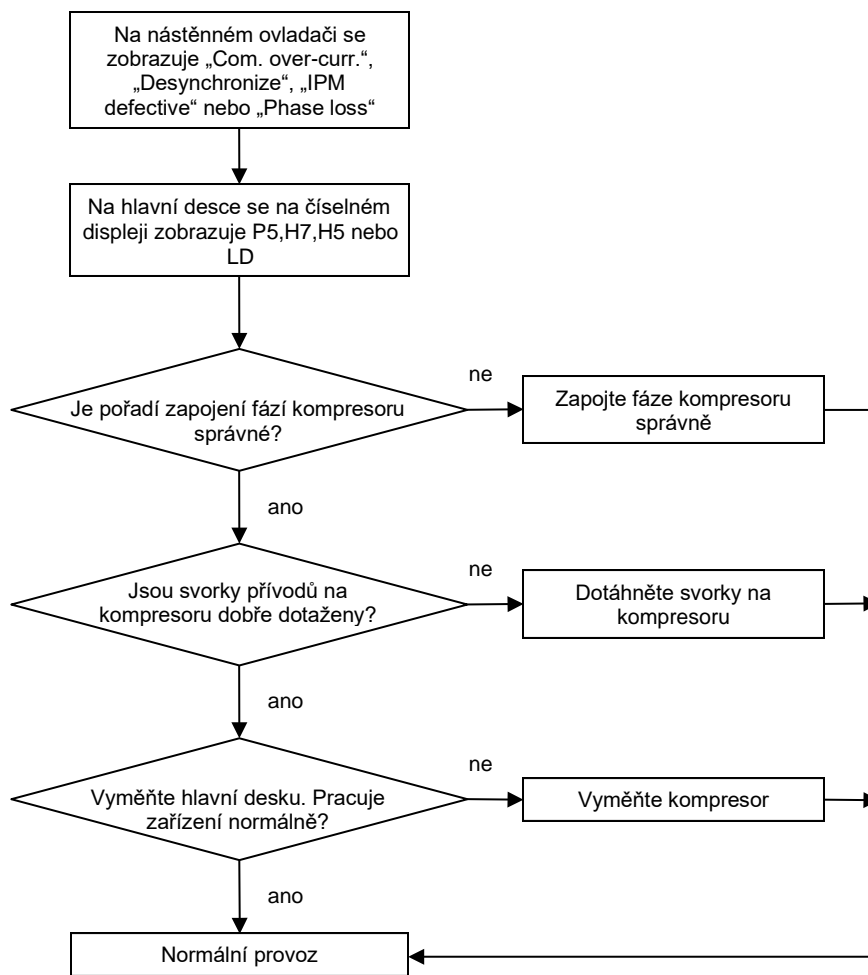 Na nástěnném ovladači se
zobrazuje „Com. over-curr.“,
„Desynchronize“, „IPM
defective“ nebo „Phase loss“
Na hlavní desce se na číselném
displeji zobrazuje P5,H7,H5 nebo
LD
Je pořadí zapojení fází kompresoru
správné?
ne
Zapojte fáze kompresoru
správně
ano
Jsou svorky přívodů na
kompresoru dobře dotaženy?
ne
Dotáhněte svorky na
kompresoru
ano
Vyměňte hlavní desku. Pracuje
zařízení normálně?
ne
Vyměňte kompresor
ano
Normální provoz